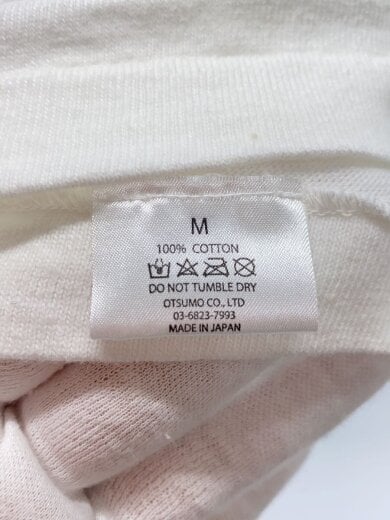 M
100% COTTON
DO NOT TUMBLE DRY
OTSUMO CO., LTD
03-6823-7993
MADE IN JAPAN